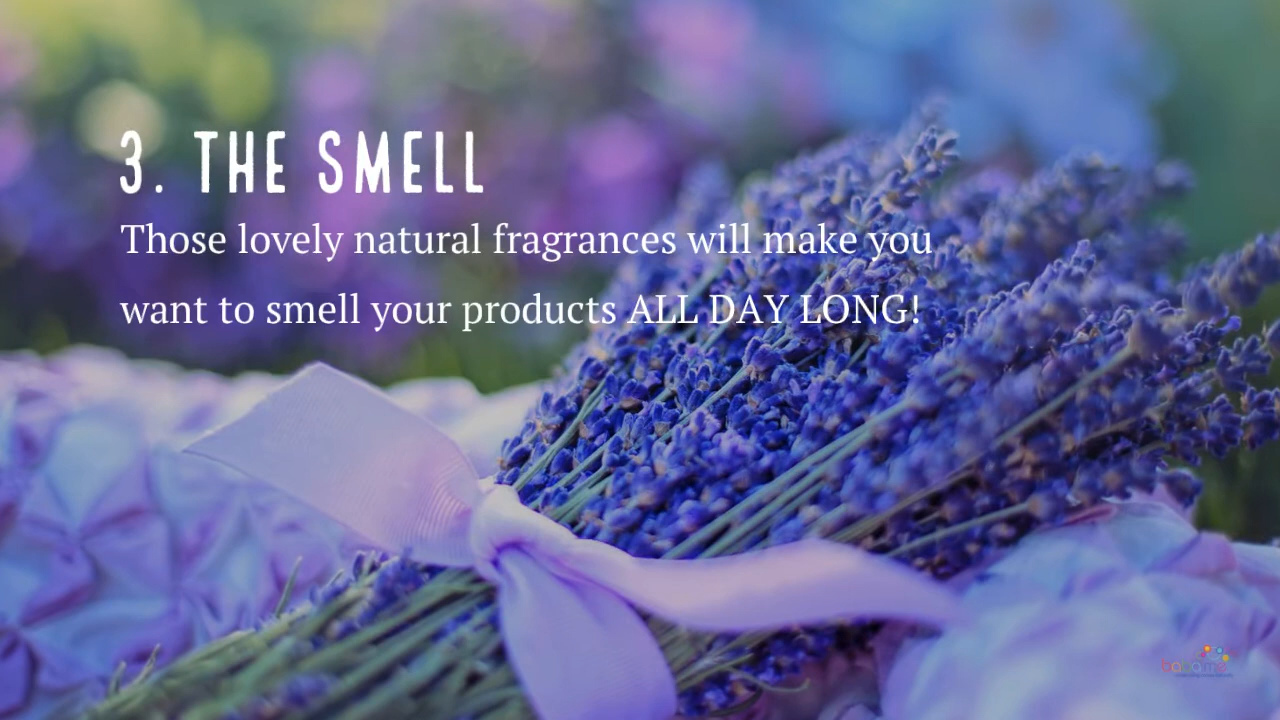 3. THE SMELL
Those lovely natural fragrances will make you
want to smell your products ALL DAY LONG!